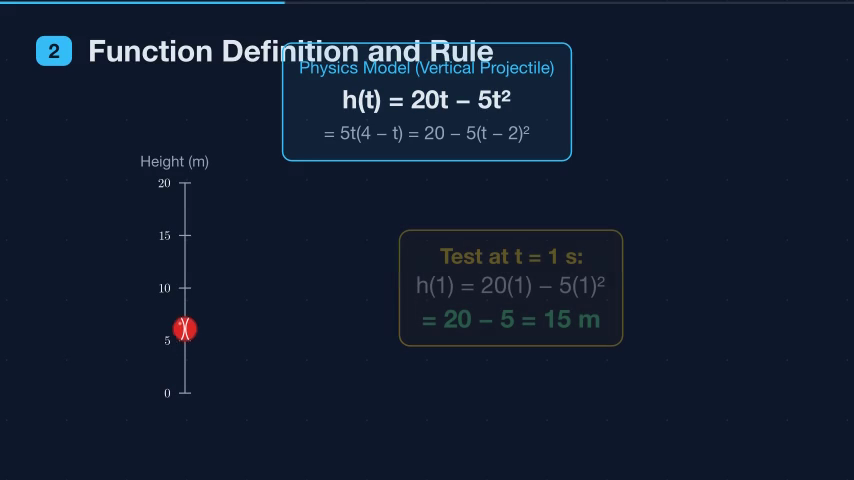 2
Function Definition and Rule
Physics Model (Vertical Projectile)
h(t) = 20t − 5t²
= 5t(4 − t) = 20 − 5(t − 2)²
Height (m)
20
15
10
5
0
Test at t = 1 s:
h(1) = 20(1) − 5(1)²
= 20 − 5 = 15 m